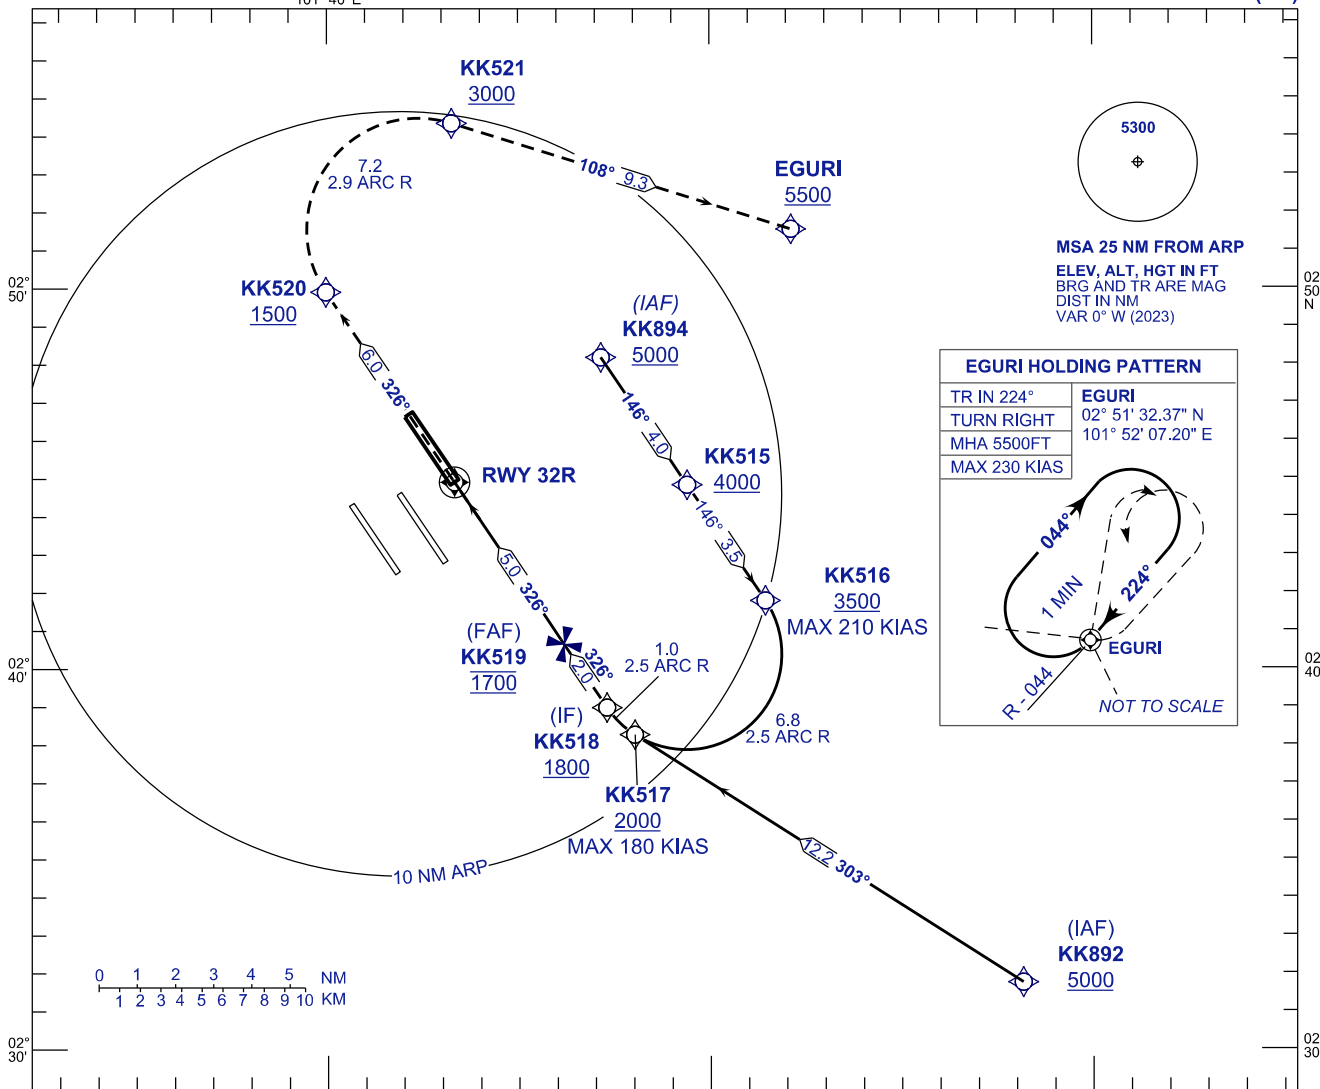 KK521
3000
7.2
2.9 ARC R
108° 9.3
EGURI
5500
5300
MSA 25 NM FROM ARP
ELEV, ALT, HGT IN FT
BRG AND TR ARE MAG
DIST IN NM
VAR 0° W (2023)
02°
50'
02
50
N
KK520
1500
6.0 326°
(IAF)
KK894
5000
146° 4.0
KK515
4000
146° 3.5
KK516
3500
MAX 210 KIAS
RWY 32R
5.0 326°
(FAF)
KK519
1700
2.0 326°
1.0
2.5 ARC R
(IF)
KK518
1800
6.8
2.5 ARC R
KK517
2000
MAX 180 KIAS
12.2 303°
(IAF)
KK892
5000
10 NM ARP
EGURI HOLDING PATTERN
TR IN 224°
TURN RIGHT
MHA 5500FT
MAX 230 KIAS
EGURI
02° 51' 32.37" N
101° 52' 07.20" E
044°
1 MIN
224°
EGURI
R - 044
NOT TO SCALE
02°
40'
02
40
0 1 2 3 4 5 NM
1 2 3 4 5 6 7 8 9 10 KM
02°
30'
02
30